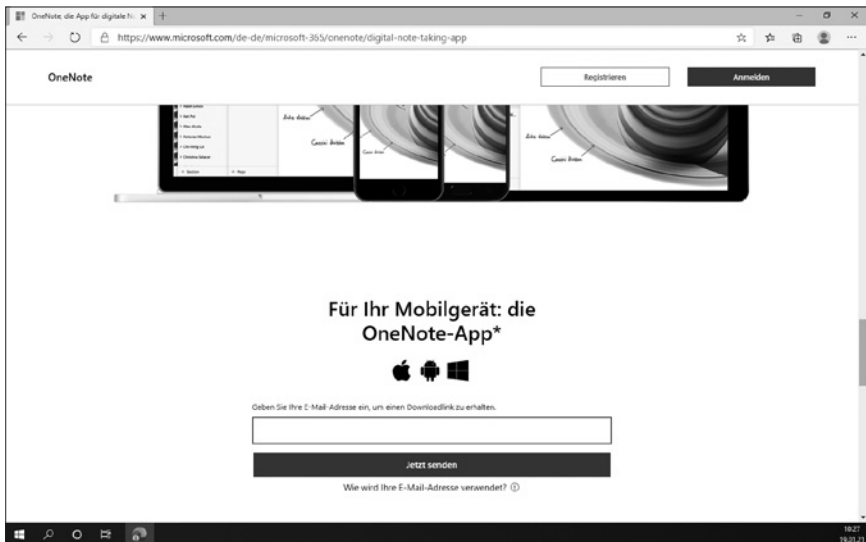 OneNote, die App für digitale N
https://www.microsoft.com/de-de/microsoft-365/onenote/digital-note-taking-app
OneNote
Registrieren
Anmelden
+ Section
+ Page
Für Ihr Mobilgerät: die
OneNote-App*
Geben Sie Ihre E-Mail-Adresse ein, um einen Downloadlink zu erhalten.
Jetzt senden
Wie wird Ihre E-Mail-Adresse verwendet?